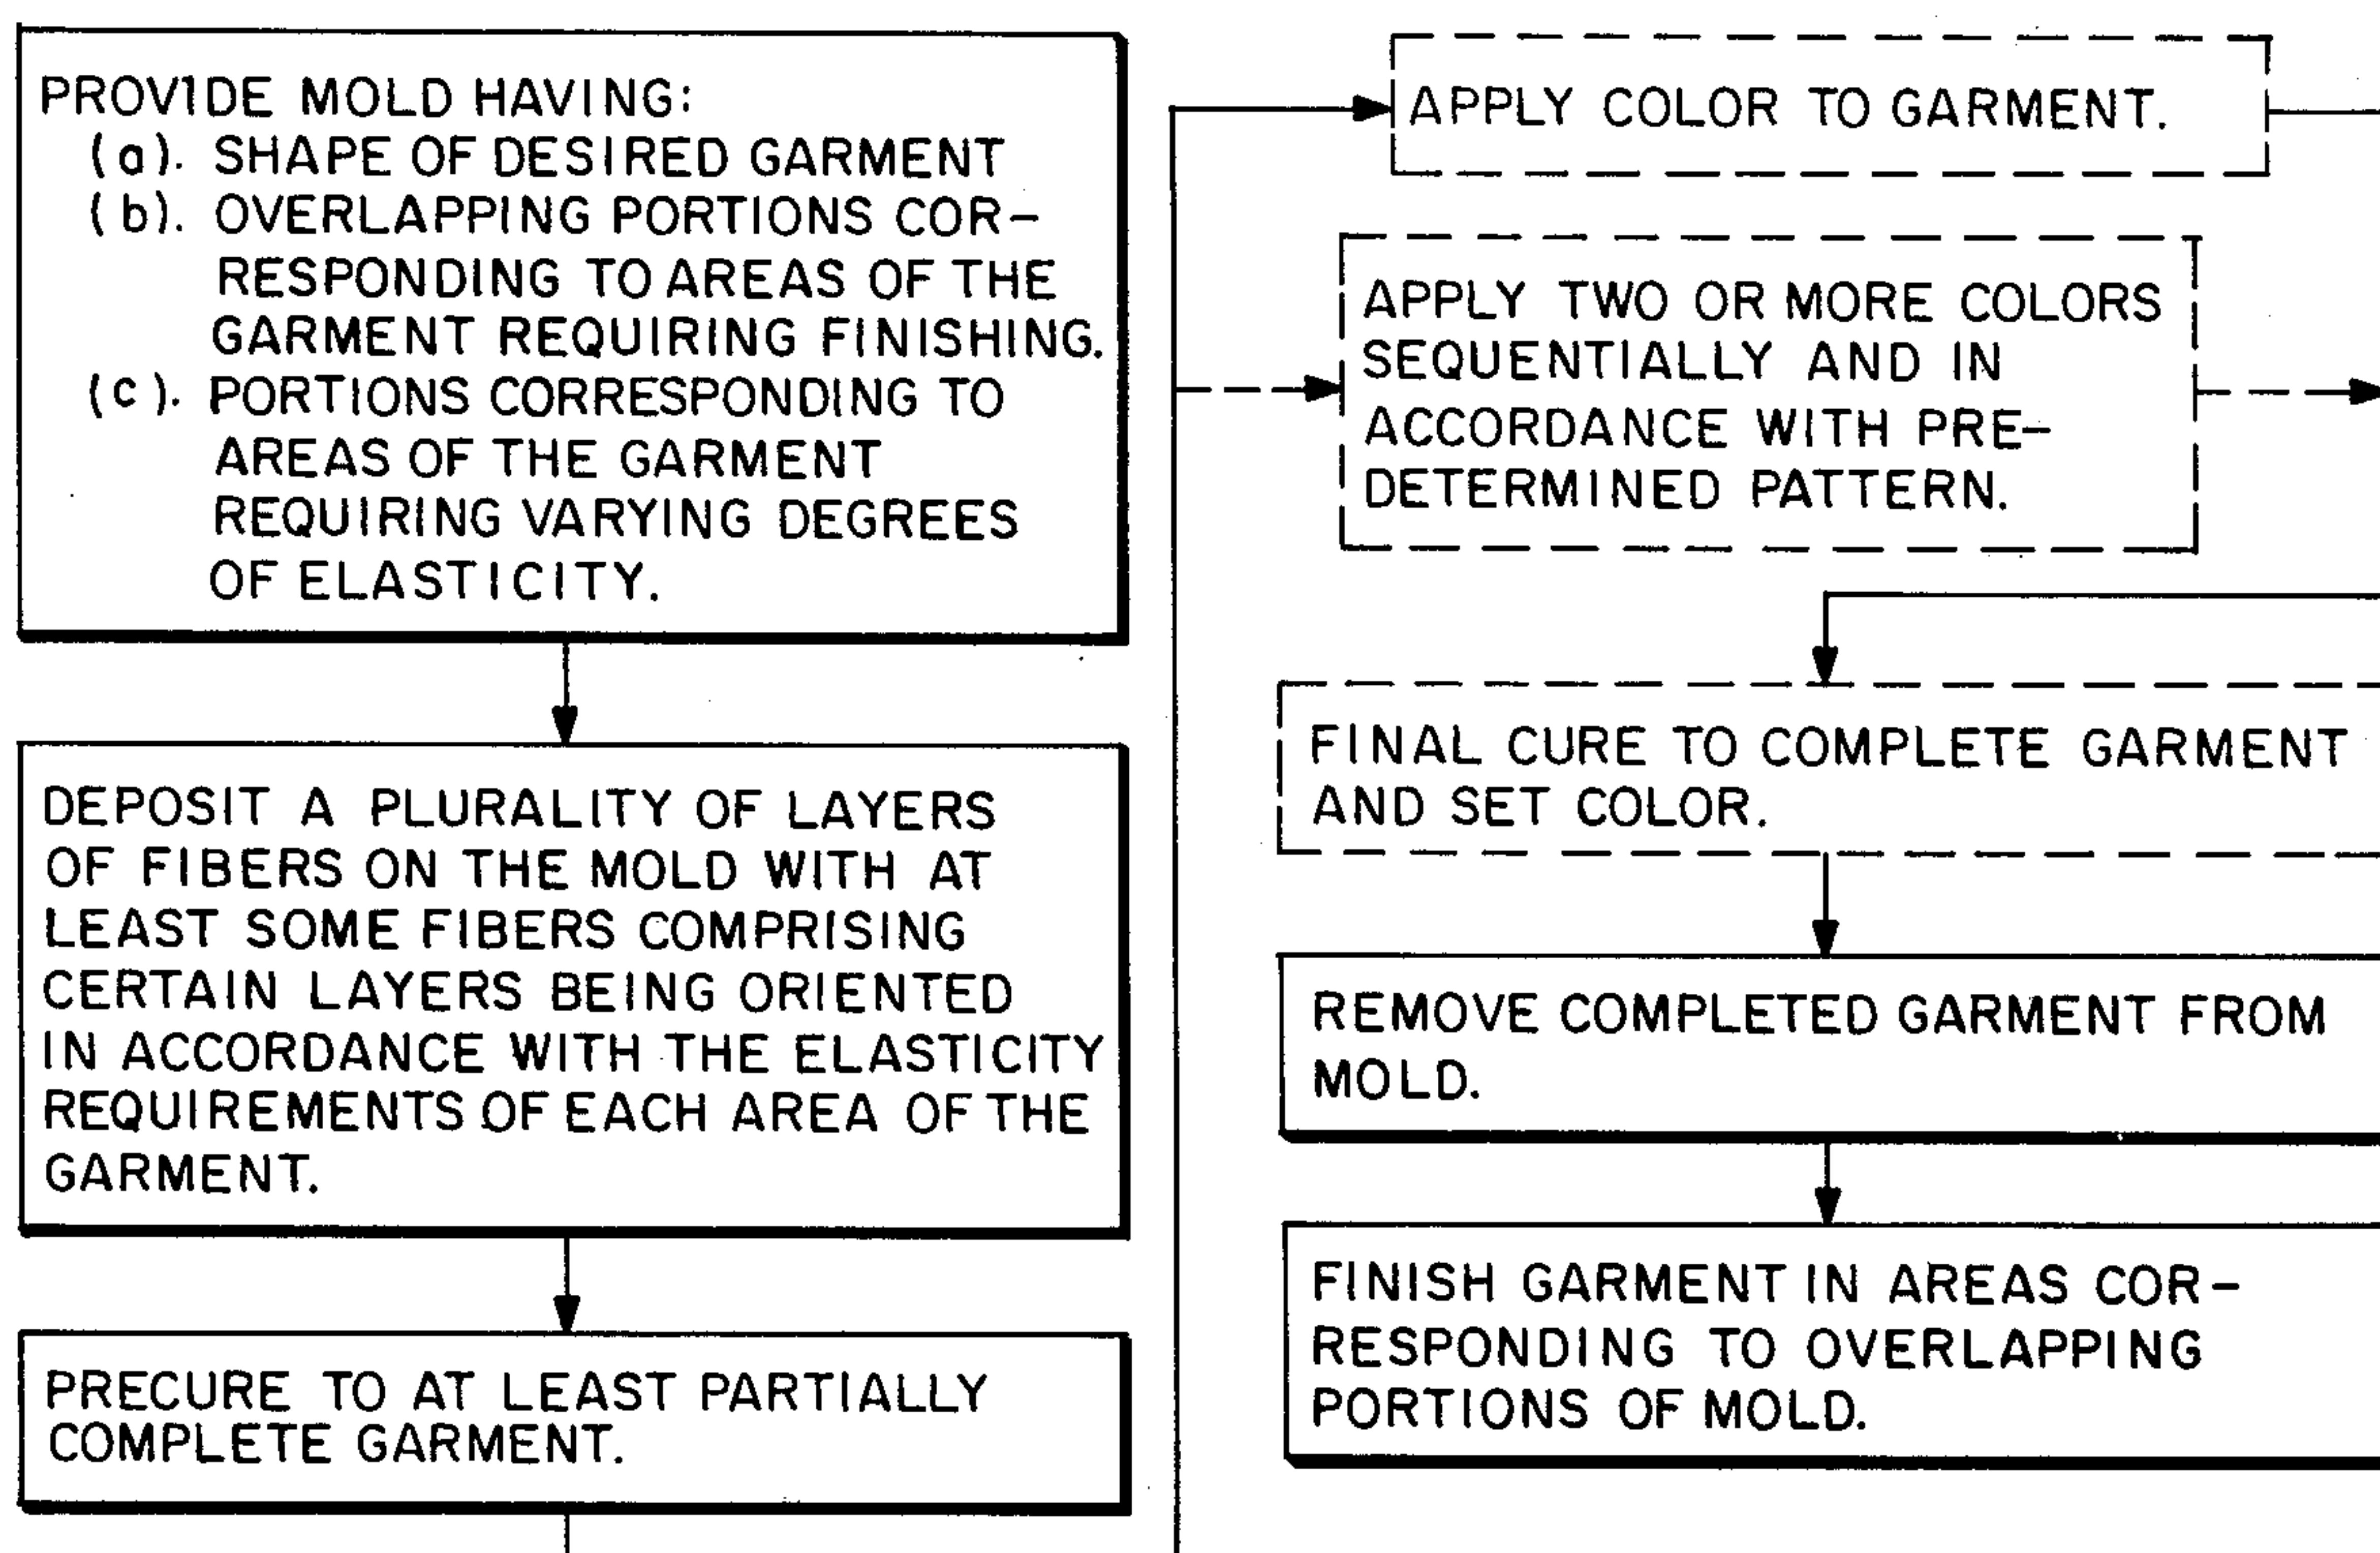 PROVIDE MOLD HAVING:
(a). SHAPE OF DESIRED GARMENT
(b). OVERLAPPING PORTIONS COR-
RESPONDING TO AREAS OF THE
GARMENT REQUIRING FINISHING.
(c). PORTIONS CORRESPONDING TO
AREAS OF THE GARMENT
REQUIRING VARYING DEGREES
OF ELASTICITY.
DEPOSIT A PLURALITY OF LAYERS
OF FIBERS ON THE MOLD WITH AT
LEAST SOME FIBERS COMPRISING
CERTAIN LAYERS BEING ORIENTED
IN ACCORDANCE WITH THE ELASTICITY
REQUIREMENTS OF EACH AREA OF THE
GARMENT.
PRECURE TO AT LEAST PARTIALLY
COMPLETE GARMENT.
APPLY COLOR TO GARMENT.
APPLY TWO OR MORE COLORS
SEQUENTIALLY AND IN
ACCORDANCE WITH PRE-
DETERMINED PATTERN.
FINAL CURE TO COMPLETE GARMENT
AND SET COLOR.
REMOVE COMPLETED GARMENT FROM
MOLD.
FINISH GARMENT IN AREAS COR-
RESPONDING TO OVERLAPPING
PORTIONS OF MOLD.